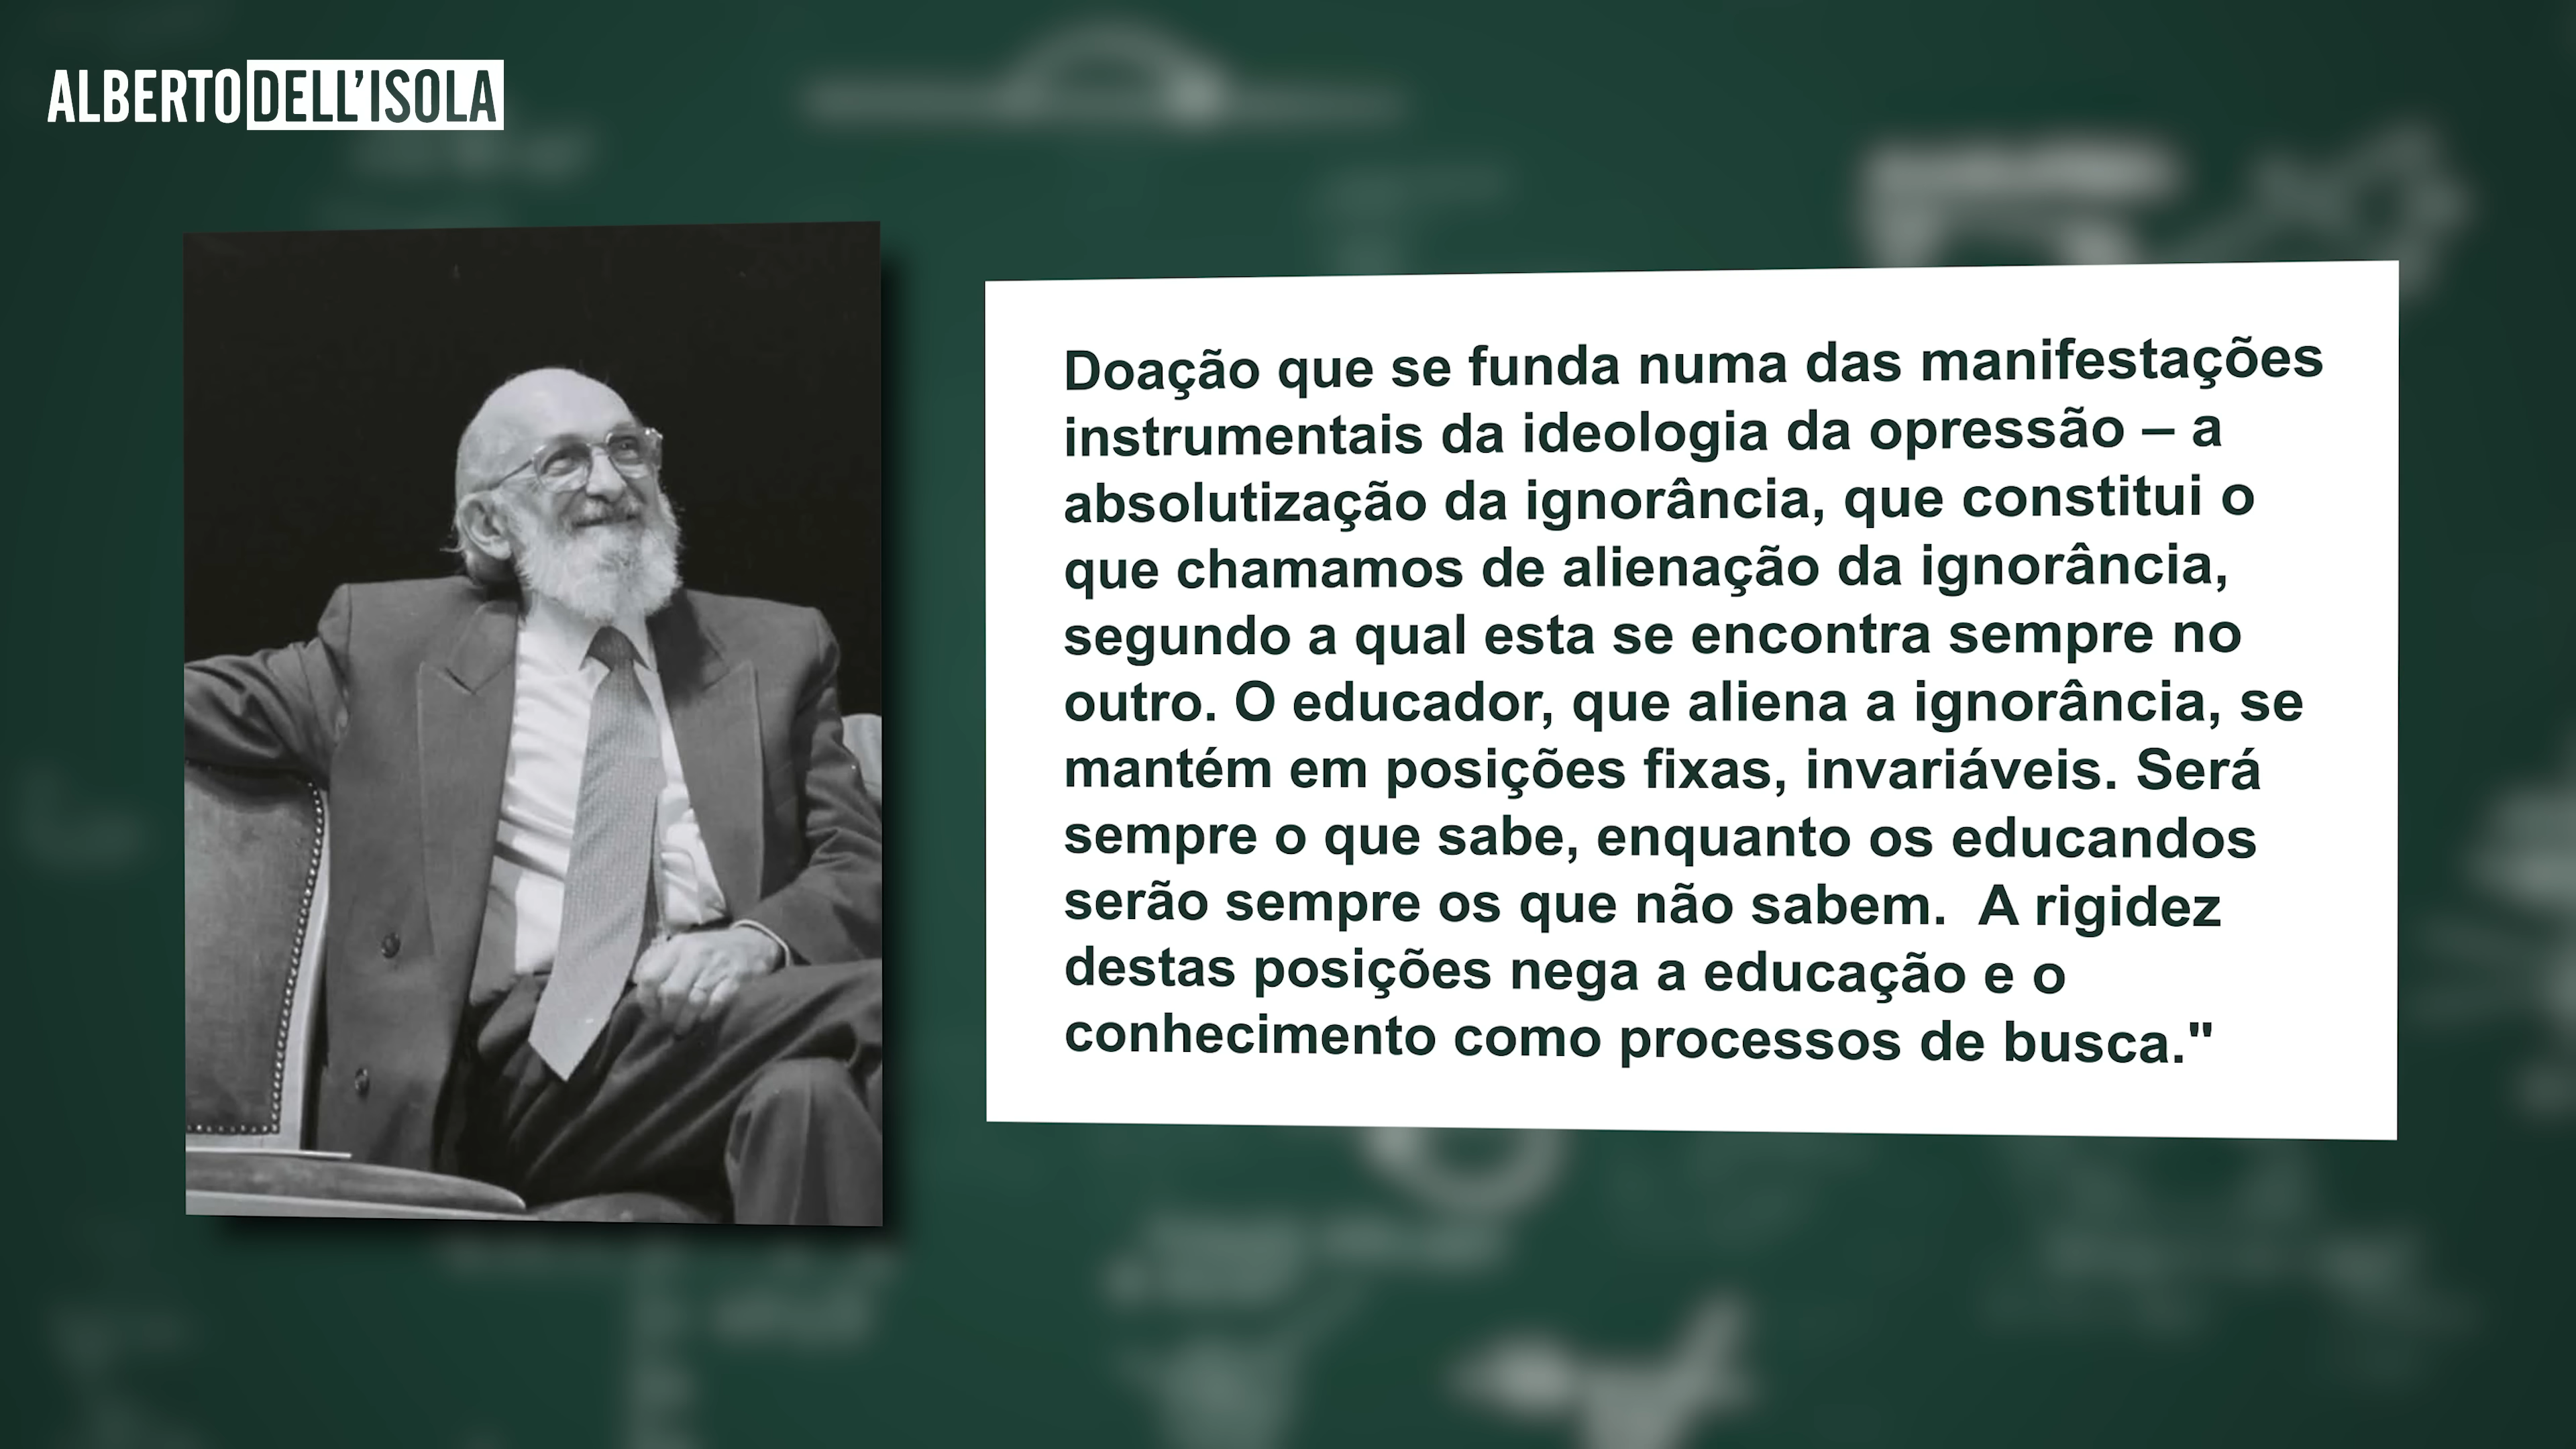 ALBERTO DELL'ISOLA
Doação que se funda numa das manifestações
instrumentais da ideologia da opressão – a
absolutização da ignorância, que constitui o
que chamamos de alienação da ignorância,
segundo a qual esta se encontra sempre no
outro. O educador, que aliena a ignorância, se
mantém em posições fixas, invariáveis. Será
sempre o que sabe, enquanto os educandos
serão sempre os que não sabem.  A rigidez
destas posições nega a educação e o
conhecimento como processos de busca."